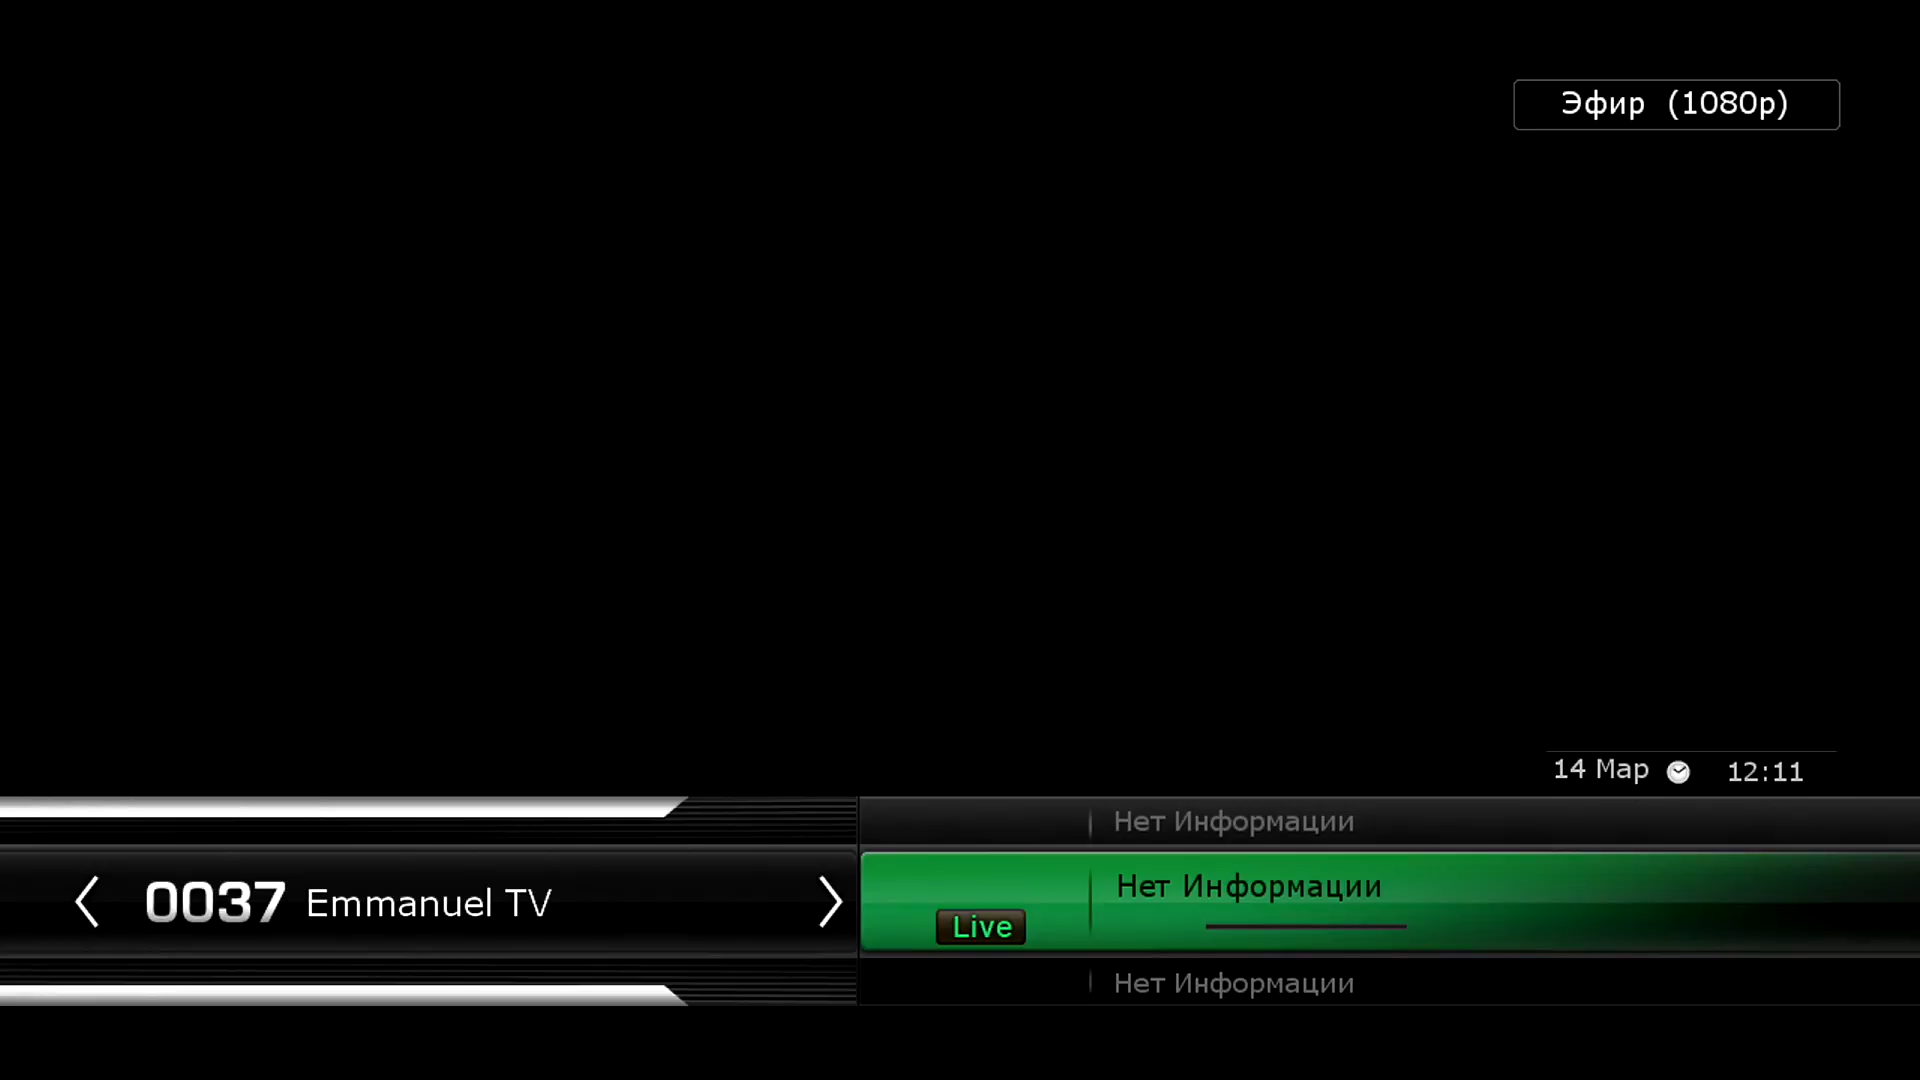 Эфир (1080p)
14 Мар 12:11
Нет Информации
0037 Emmanuel TV
Нет Информации
Live
Нет Информации